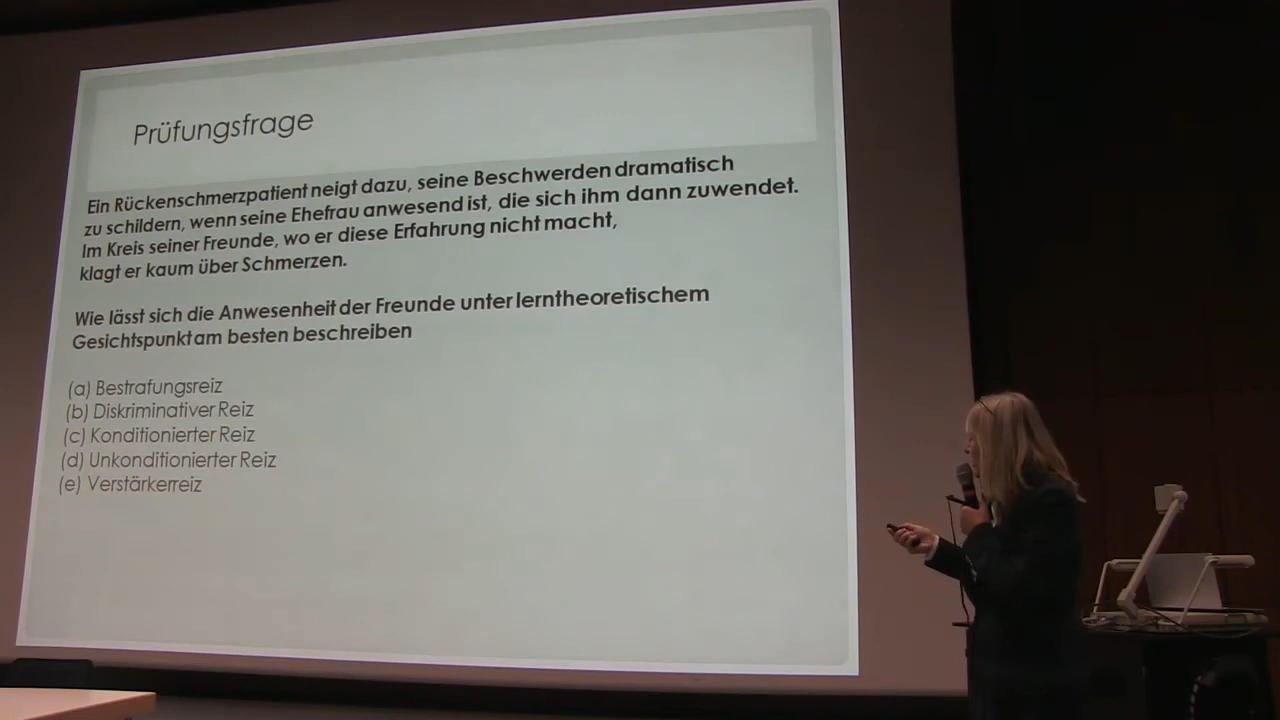 Prüfungsfrage
Ein Rückenschmerzpatient neigt dazu, seine Beschwerden dramatisch
zu schildern, wenn seine Ehefrau anwesend ist, die sich ihm dann zuwendet.
Im Kreis seiner Freunde, wo er diese Erfahrung nicht macht,
klagt er kaum über Schmerzen.
Wie lässt sich die Anwesenheit der Freunde unter lerntheoretischem
Gesichtspunkt am besten beschreiben
(a) Bestrafungsreiz
(b) Diskriminativer Reiz
(c) Konditionierter Reiz
(d) Unkonditionierter Reiz
(e) Verstärkerreiz